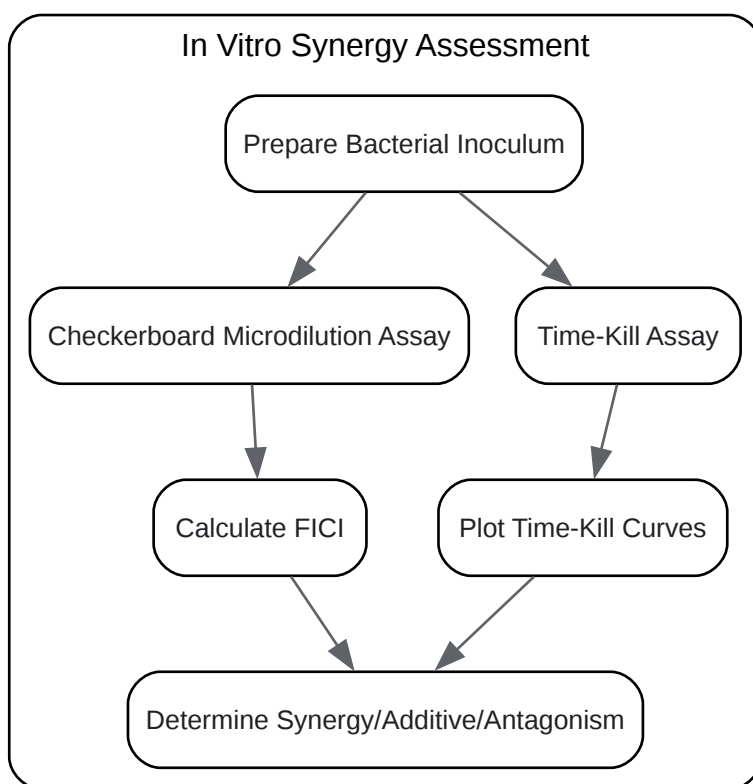 In Vitro Synergy Assessment
Prepare Bacterial Inoculum
Checkerboard Microdilution Assay
Time-Kill Assay
Calculate FICI
Plot Time-Kill Curves
Determine Synergy/Additive/Antagonism